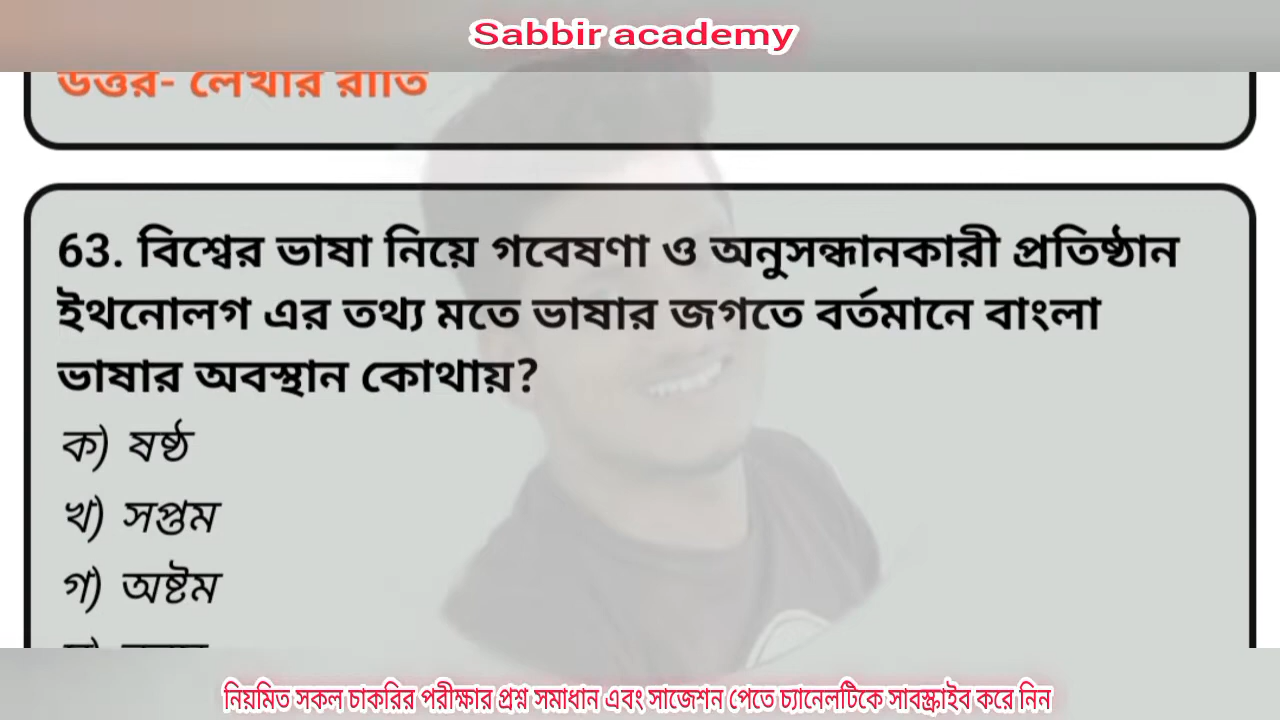 Sabbir academy
উত্তর- লেখার রীতি
63. বিশ্বের ভাষা নিয়ে গবেষণা ও অনুসন্ধানকারী প্রতিষ্ঠান
ইথনোলগ এর তথ্য মতে ভাষার জগতে বর্তমানে বাংলা
ভাষার অবস্থান কোথায়?
ক) ষষ্ঠ
খ) সপ্তম
গ) অষ্টম
নিয়মিত সকল চাকরির পরীক্ষার প্রশ্ন সমাধান এবং সাজেশন পেতে চ্যানেলটিকে সাবস্ক্রাইব করে নিন